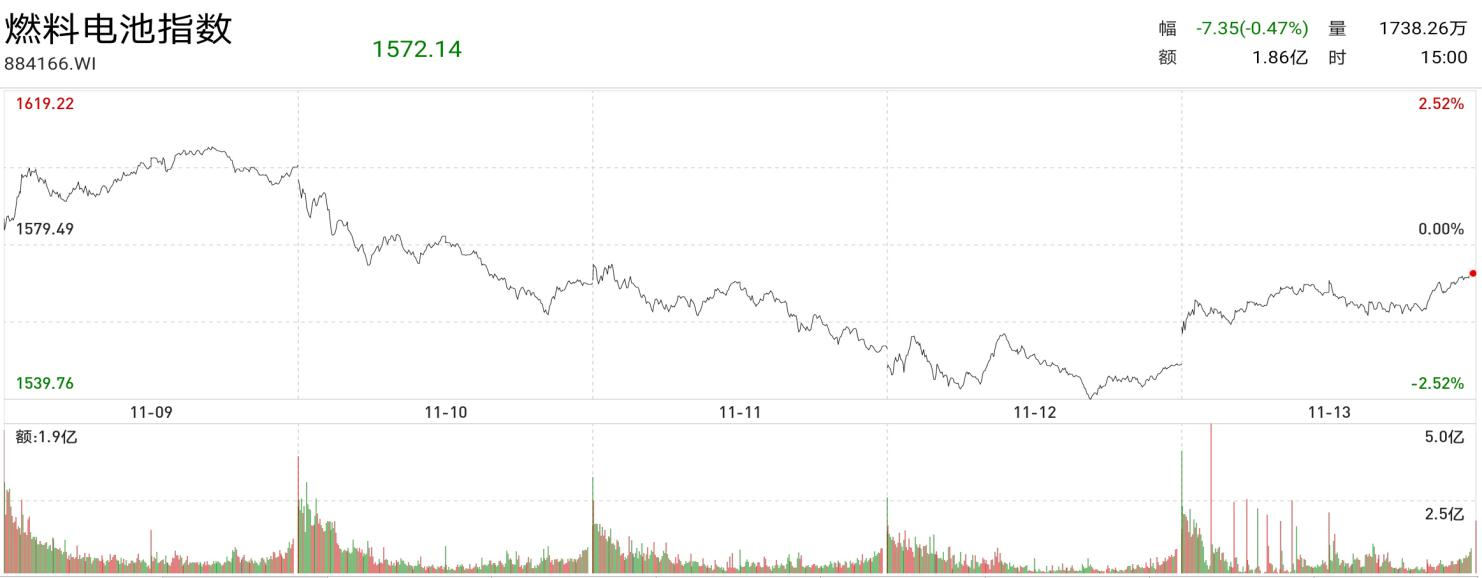 燃料电池指数
884166.WI
1572.14
幅 -7.35(-0.47%) 量 1738.26万
额 1.86亿 时 15:00
1619.22 2.52%
1579.49 0.00%
1539.76 -2.52%
11-09 11-10 11-11 11-12 11-13
额:1.9亿 5.0亿
2.5亿